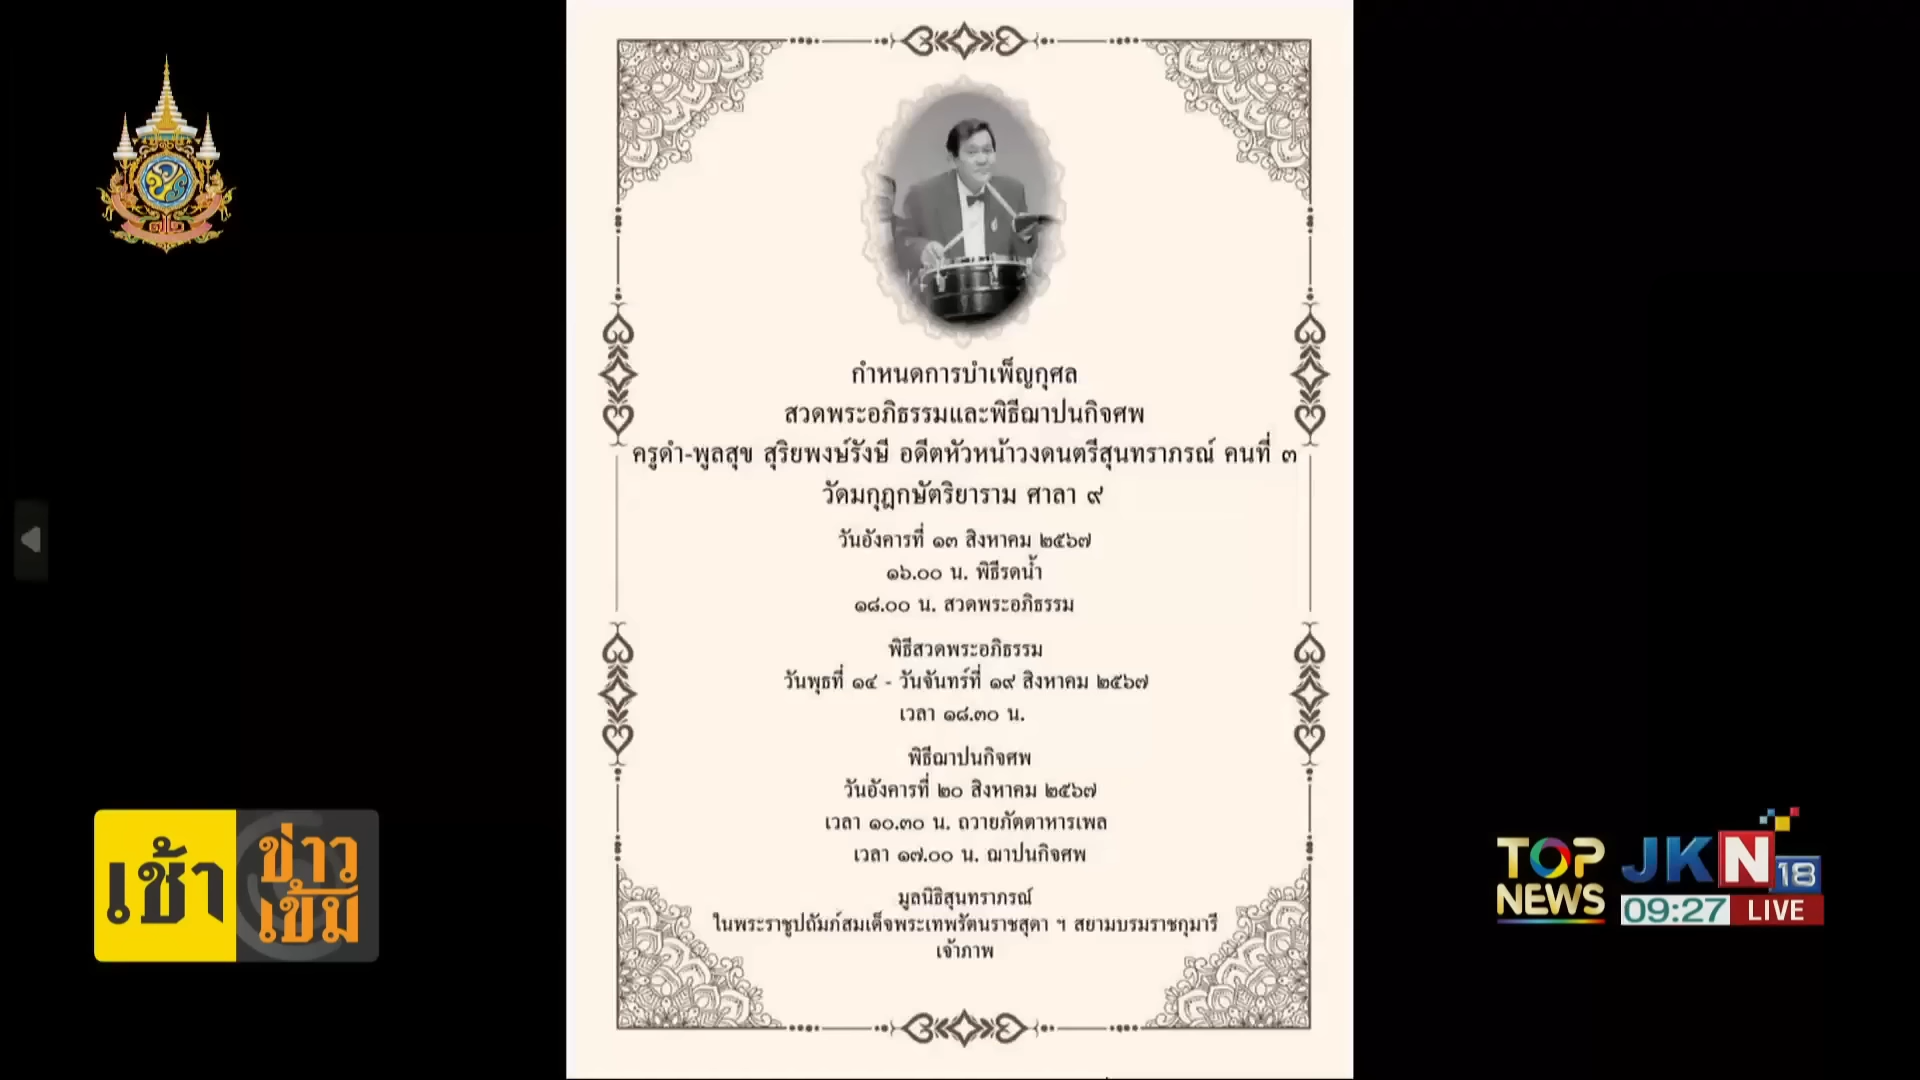 กำหนดการบำเพ็ญกุศล
สวดพระอภิธรรมและพิธีฌาปนกิจศพ
ครูดำ-พูลสุข สุริยพงษ์รังษี อดีตหัวหน้าวงดนตรีสุนทราภรณ์ คนที่ ๓
วัดมกุฎกษัตริยาราม ศาลา ๙
วันอังคารที่ ๑๓ สิงหาคม ๒๕๖๗
๑๖.๐๐ น. พิธีรดน้ำ
๑๘.๐๐ น. สวดพระอภิธรรม
พิธีสวดพระอภิธรรม
วันพุธที่ ๑๔ - วันจันทร์ที่ ๑๙ สิงหาคม ๒๕๖๗
เวลา ๑๘.๓๐ น.
พิธีฌาปนกิจศพ
วันอังคารที่ ๒๐ สิงหาคม ๒๕๖๗
เวลา ๑๐.๓๐ น. ถวายภัตตาหารเพล
เวลา ๑๗.๐๐ น. ฌาปนกิจศพ
มูลนิธิสุนทราภรณ์
ในพระราชูปถัมภ์สมเด็จพระเทพรัตนราชสุดา ฯ สยามบรมราชกุมารี
เจ้าภาพ
เช้า
ข่าว
เข้ม
TOP
NEWS
JKN 18
09:27 LIVE